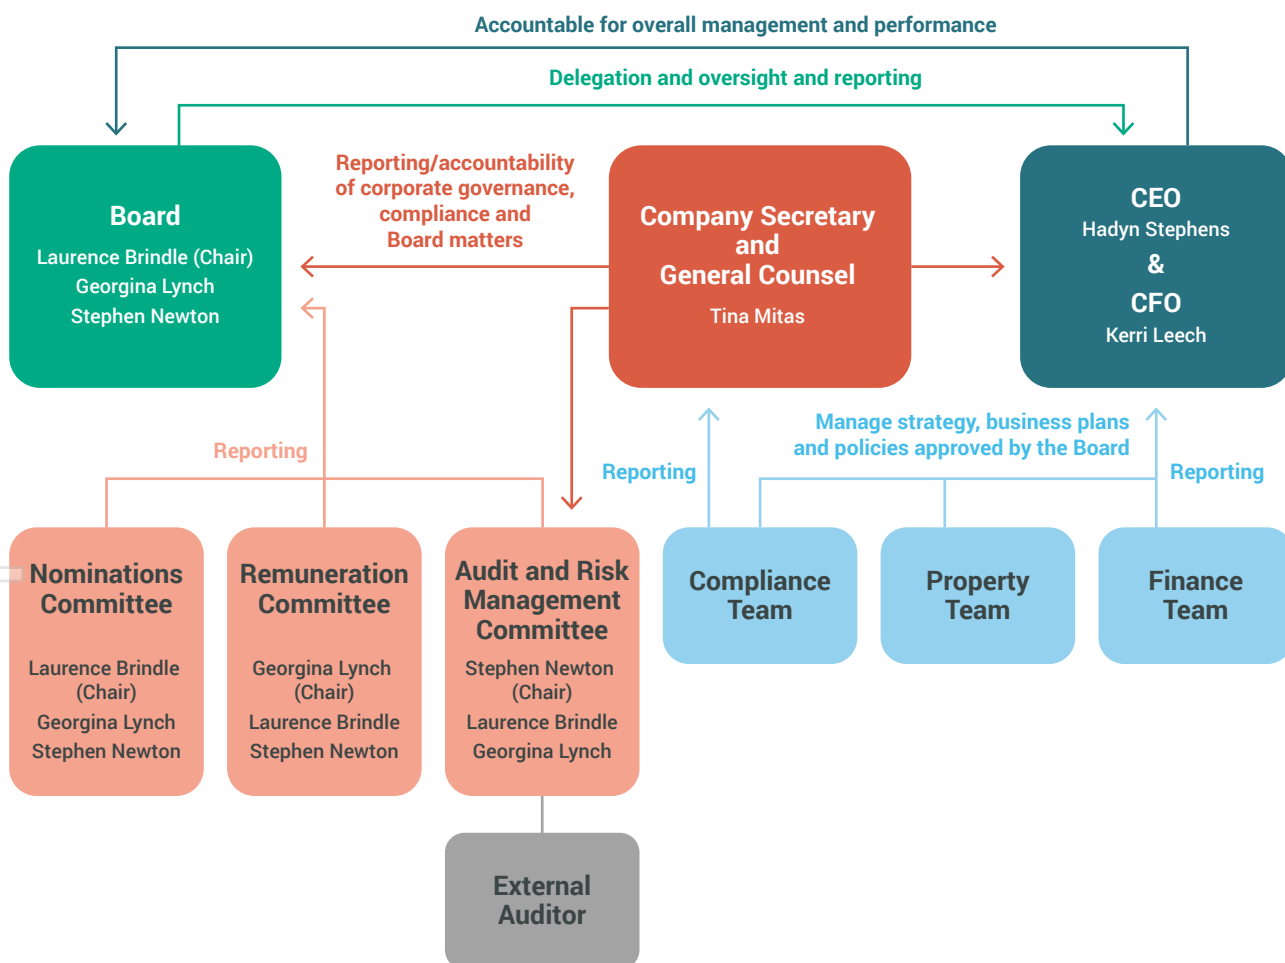 Accountable for overall management and performance
Delegation and oversight and reporting
Reporting/accountability
of corporate governance,
compliance and
Board matters
Board
Laurence Brindle (Chair)
Georgina Lynch
Stephen Newton
Company Secretary
and
General Counsel
Tina Mitas
CEO
Hadyn Stephens
&
CFO
Kerri Leech
Reporting
Manage strategy, business plans
and policies approved by the Board
Reporting
Reporting
Nominations
Committee
Laurence Brindle
(Chair)
Georgina Lynch
Stephen Newton
Remuneration
Committee
Georgina Lynch
(Chair)
Laurence Brindle
Stephen Newton
Audit and Risk
Management
Committee
Stephen Newton
(Chair)
Laurence Brindle
Georgina Lynch
Compliance
Team
Property
Team
Finance
Team
External
Auditor